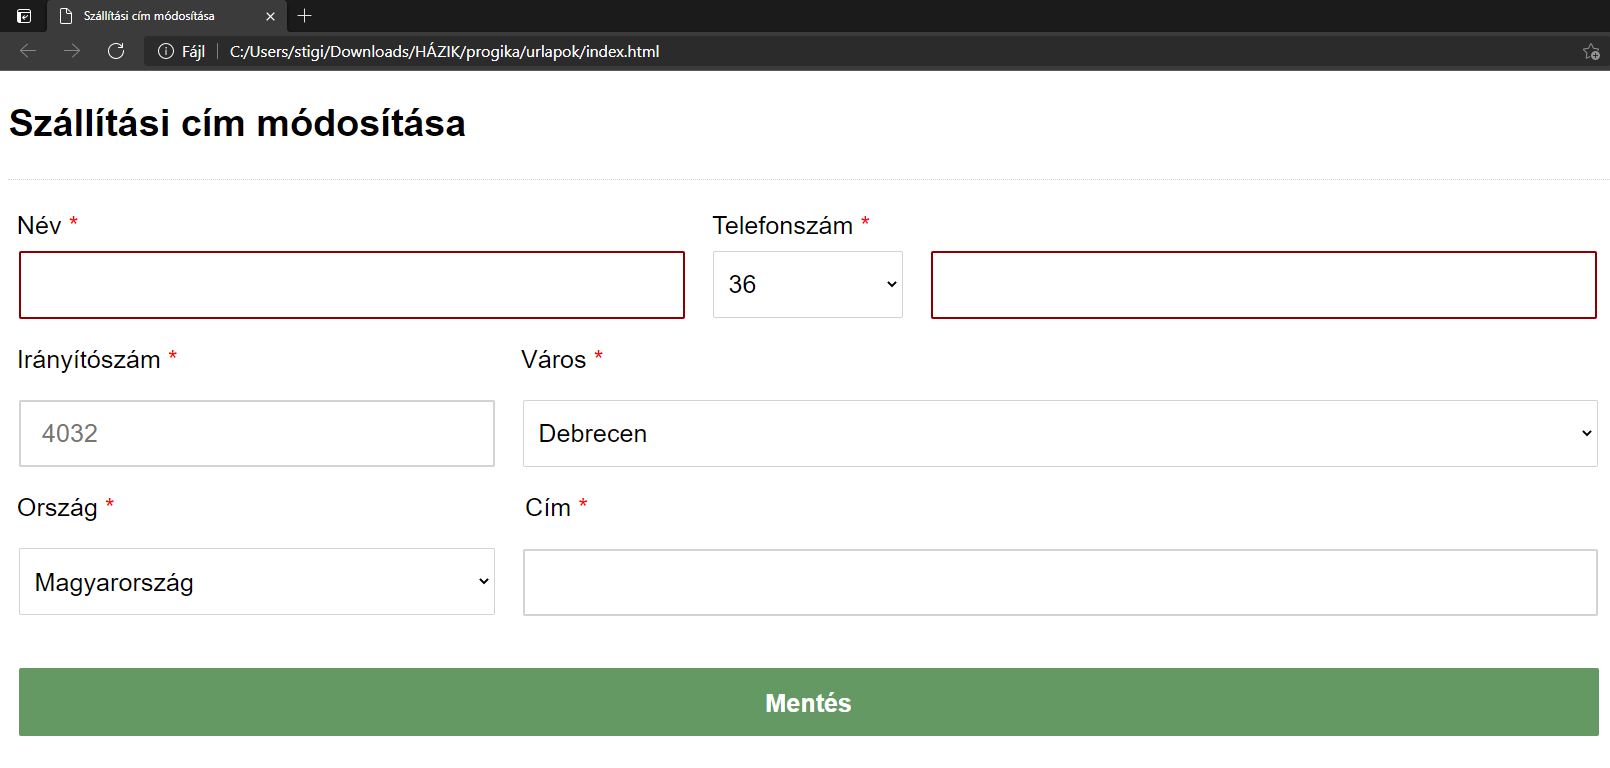 Szállítási cím módosítása
Fájl C:/Users/stigi/Downloads/HÁZIK/progika/urlapok/index.html
Szállítási cím módosítása
Név * Telefonszám *
36
Irányítószám * Város *
4032 Debrecen
Ország * Cím *
Magyarország
Mentés